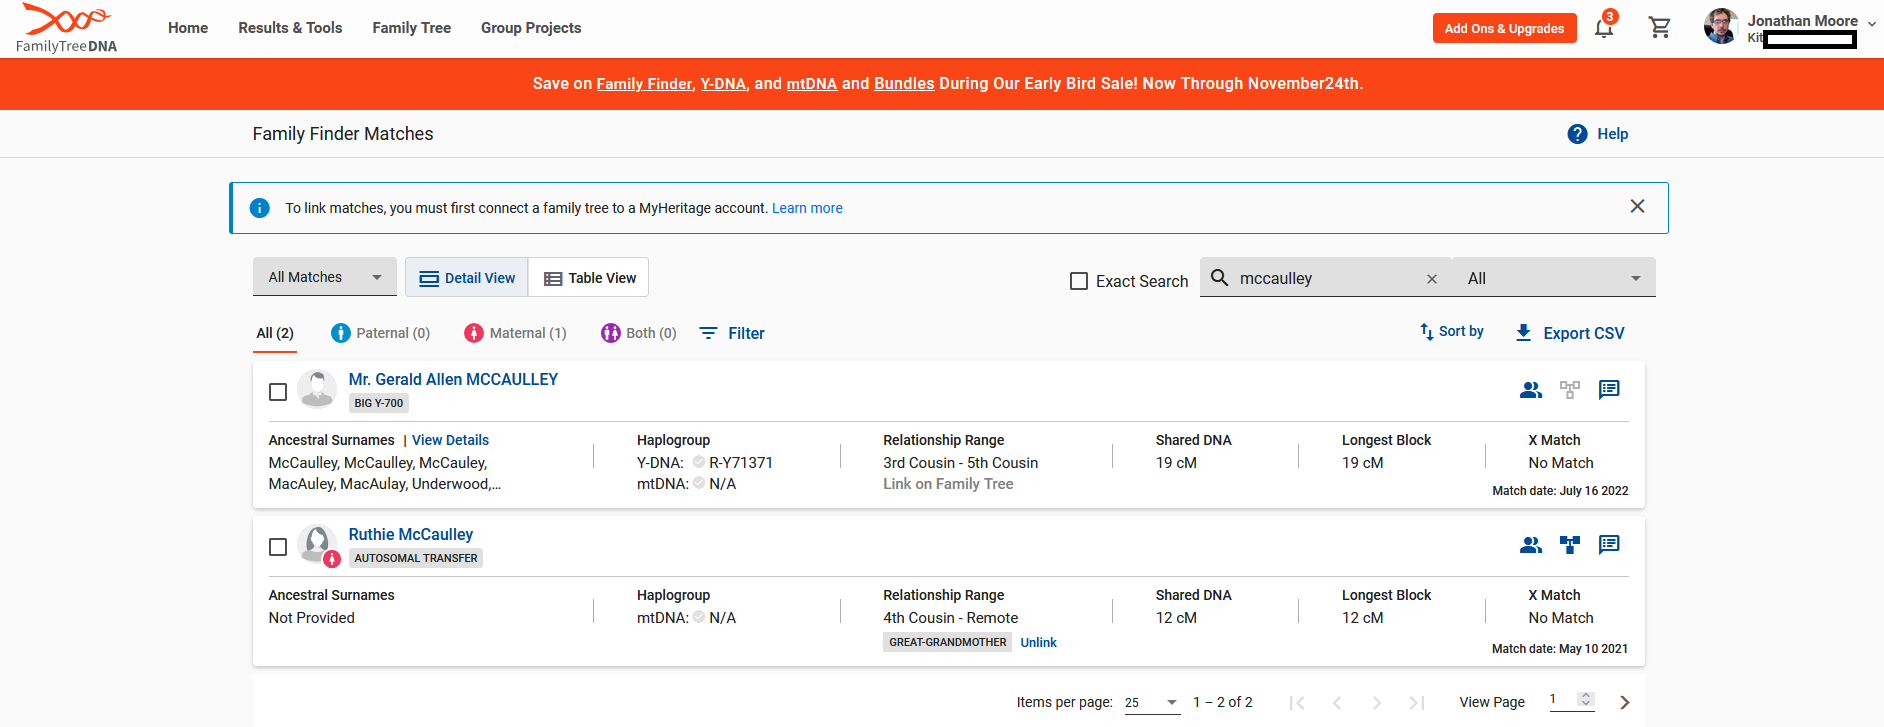 FamilyTreeDNA
Home Results & Tools Family Tree Group Projects
Add Ons & Upgrades
3
Jonathan Moore
Kit
Save on Family Finder, Y-DNA, and mtDNA and Bundles During Our Early Bird Sale! Now Through November24th.
Family Finder Matches
Help
To link matches, you must first connect a family tree to a MyHeritage account. Learn more
All Matches Detail View Table View
Exact Search mccaulley All
All (2) Paternal (0) Maternal (1) Both (0) Filter
Sort by Export CSV
Mr. Gerald Allen MCCAULLEY
BIG Y-700
Ancestral Surnames | View Details
McCaulley, McCaulley, McCauley,
MacAuley, MacAulay, Underwood,...
Haplogroup
Y-DNA: R-Y71371
mtDNA: N/A
Relationship Range
3rd Cousin - 5th Cousin
Link on Family Tree
Shared DNA
19 cM
Longest Block
19 cM
X Match
No Match
Match date: July 16 2022
Ruthie McCaulley
AUTOSOMAL TRANSFER
Ancestral Surnames
Not Provided
Haplogroup
mtDNA: N/A
Relationship Range
4th Cousin - Remote
GREAT-GRANDMOTHER Unlink
Shared DNA
12 cM
Longest Block
12 cM
X Match
No Match
Match date: May 10 2021
Items per page: 25 1 – 2 of 2 View Page 1